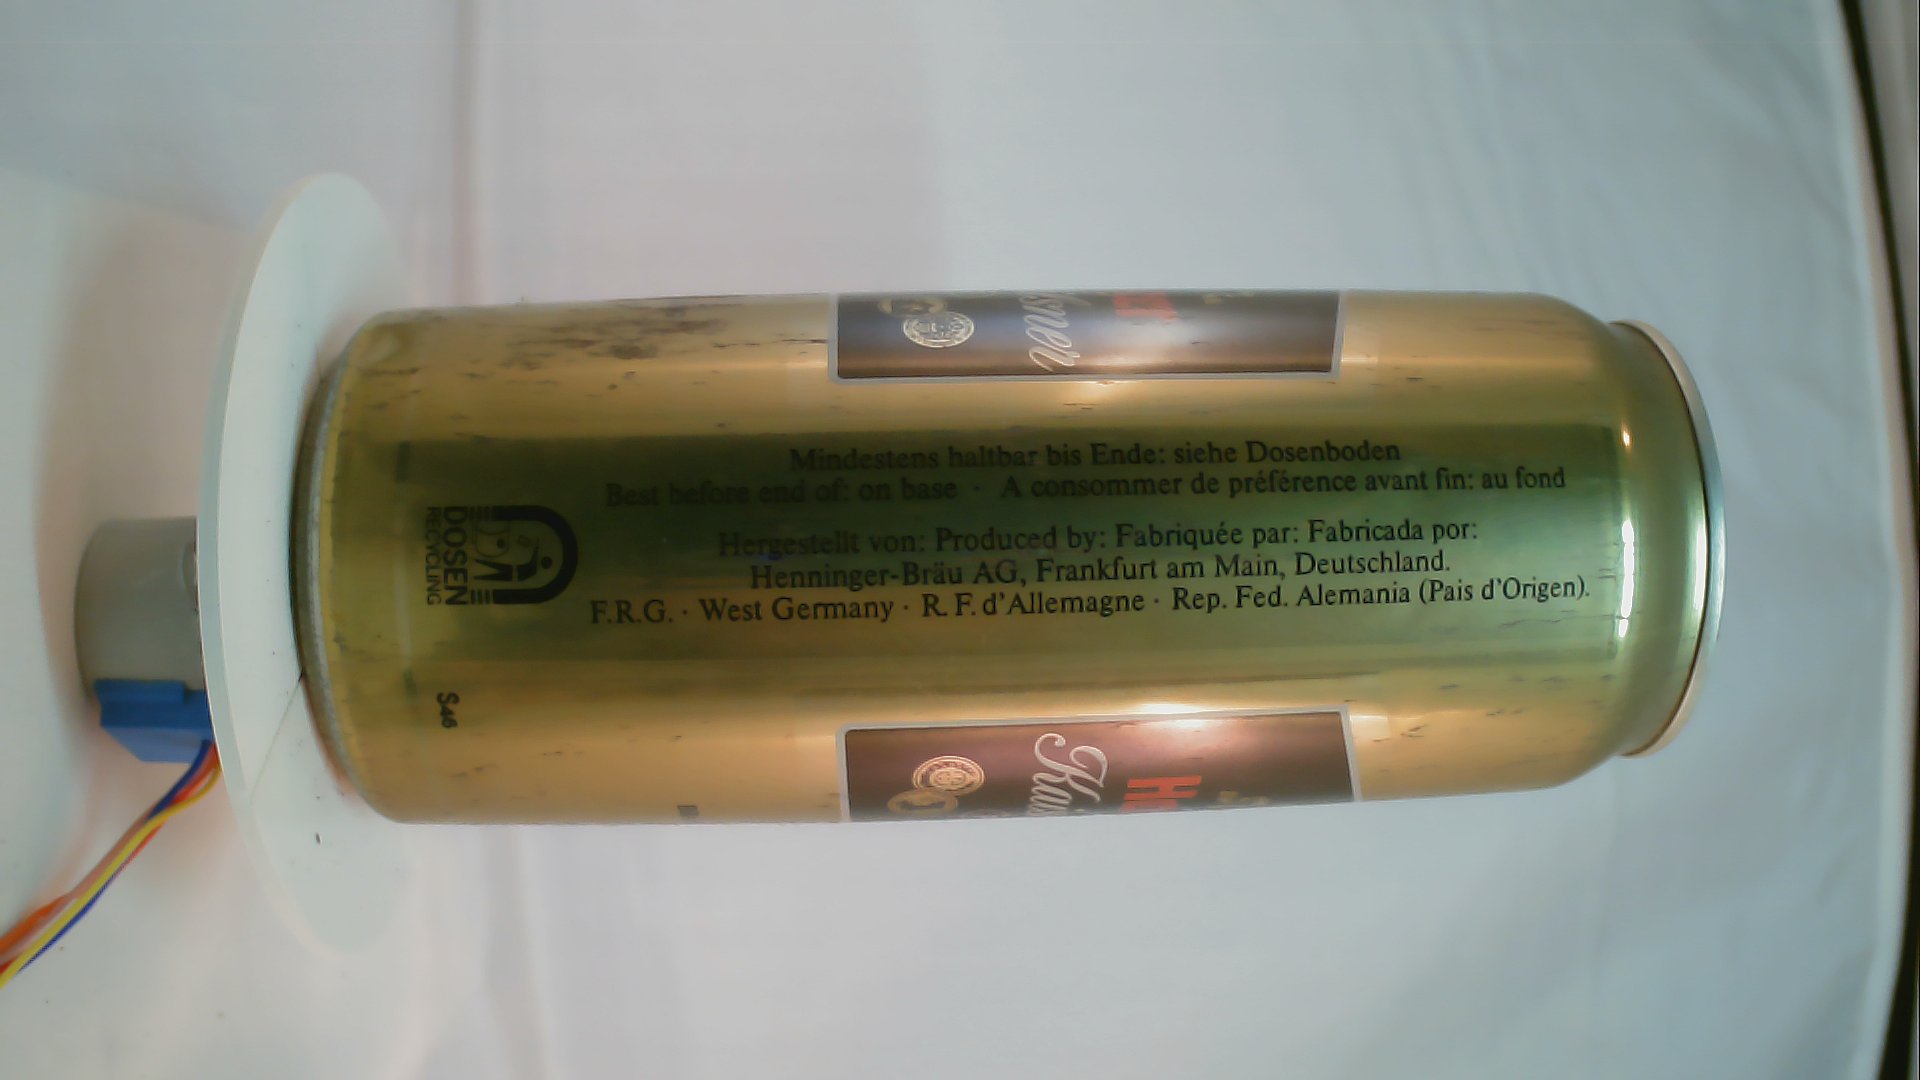 Mindestens haltbar bis Ende: siehe Dosenboden
Best before end of: on base · A consommer de préférence avant fin: au fond
Hergestellt von: Produced by: Fabriquée par: Fabricada por:
Henninger-Bräu AG, Frankfurt am Main, Deutschland.
F.R.G. · West Germany · R. F. d'Allemagne · Rep. Fed. Alemania (Pais d'Origen).
DOSEN
RECYCLING
S46